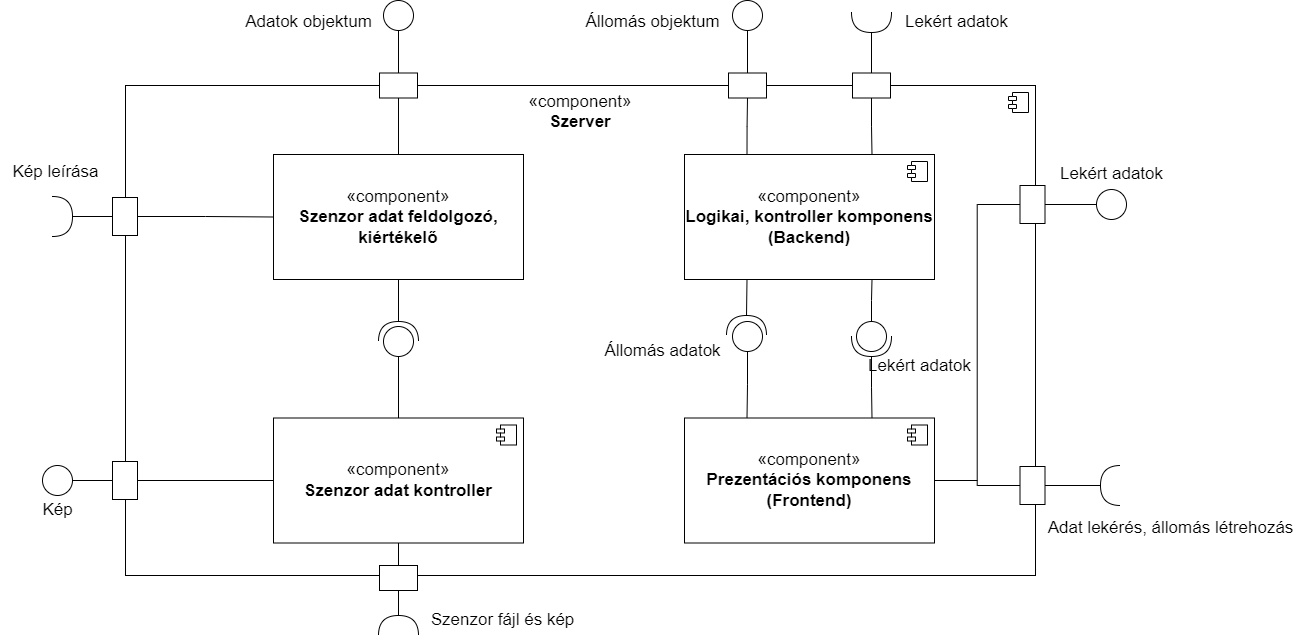 Adatok objektum
Állomás objektum
Lekért adatok
«component»
Szerver
Kép leírása
«component»
Szenzor adat feldolgozó,
kiértékelő
«component»
Logikai, kontroller komponens
(Backend)
Lekért adatok
Állomás adatok
Lekért adatok
«component»
Szenzor adat kontroller
«component»
Prezentációs komponens
(Frontend)
Kép
Adat lekérés, állomás létrehozás
Szenzor fájl és kép